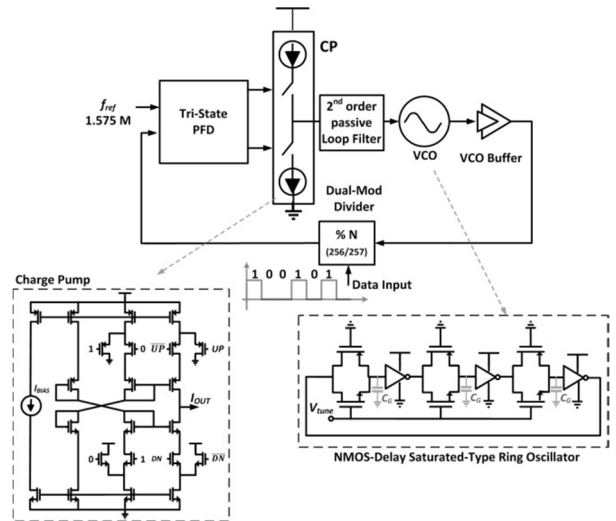 CP
f_ref
1.575 M
Tri-State
PFD
2nd order
passive
Loop Filter
VCO
VCO Buffer
Dual-Mod
Divider
% N
(256/257)
1 0 0 1 0 1
Data Input
Charge Pump
1 0 U̅P̅ UP
I_BIAS
I_OUT
0 1 DN D̅N̅
V_tune
C_G C_G C_G
NMOS-Delay Saturated-Type Ring Oscillator